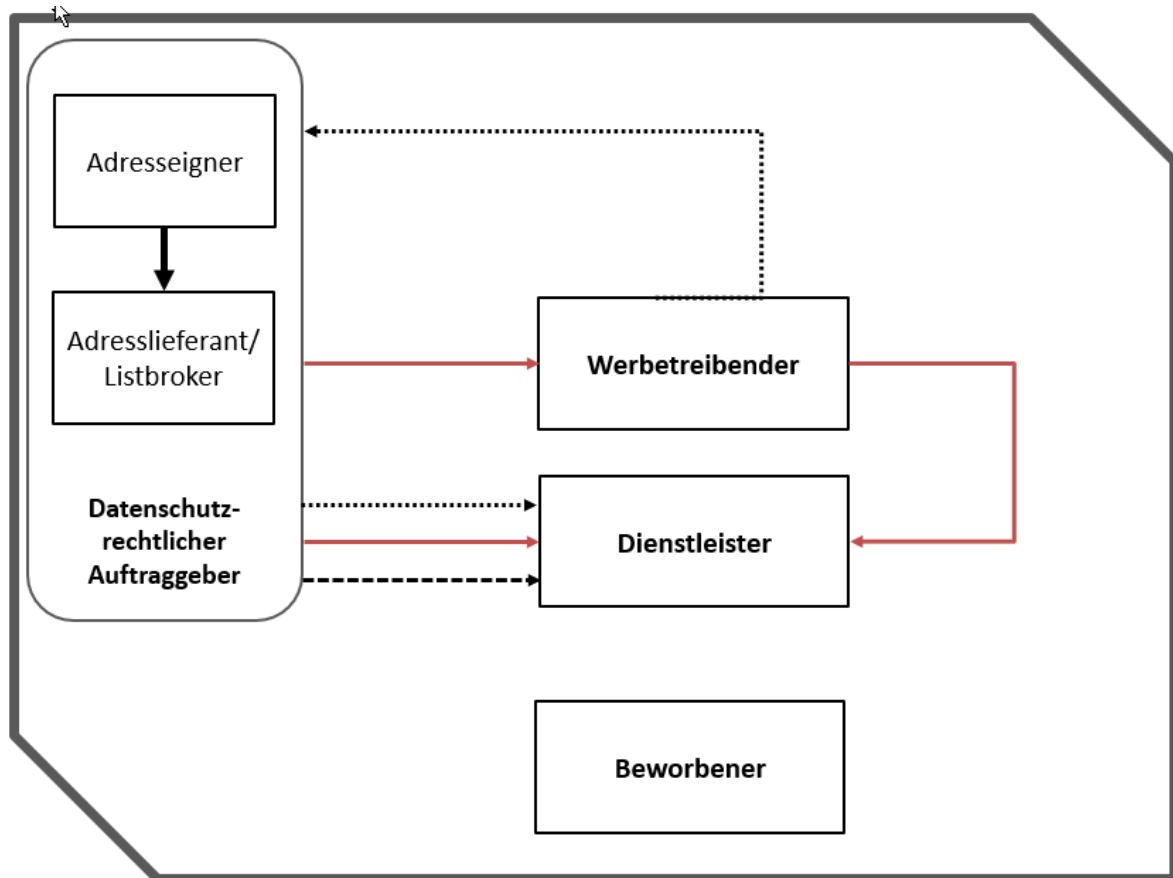 Adresseigner
Adresslieferant/
Listbroker
Werbetreibender
Datenschutz-
rechtlicher
Auftraggeber
Dienstleister
Beworbener